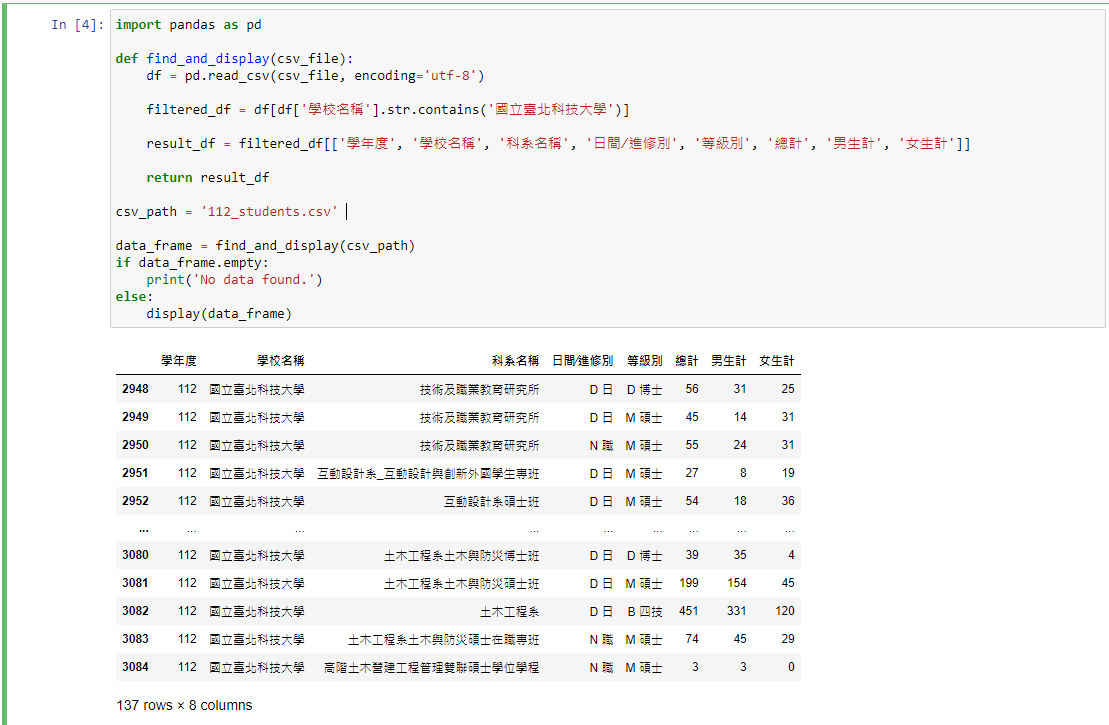 In [4]:
import pandas as pd
def find_and_display(csv_file):
df = pd.read_csv(csv_file, encoding='utf-8')
filtered_df = df[df['學校名稱'].str.contains('國立臺北科技大學')]
result_df = filtered_df[['學年度', '學校名稱', '科系名稱', '日間/進修別', '等級別', '總計', '男生計', '女生計']]
return result_df
csv_path = '112_students.csv'
data_frame = find_and_display(csv_path)
if data_frame.empty:
print('No data found.')
else:
display(data_frame)
學年度 學校名稱 科系名稱 日間/進修別 等級別 總計 男生計 女生計
2948 112 國立臺北科技大學 技術及職業教育研究所 D 日 D 博士 56 31 25
2949 112 國立臺北科技大學 技術及職業教育研究所 D 日 M 碩士 45 14 31
2950 112 國立臺北科技大學 技術及職業教育研究所 N 職 M 碩士 55 24 31
2951 112 國立臺北科技大學 互動設計系_互動設計與創新外國學生專班 D 日 M 碩士 27 8 19
2952 112 國立臺北科技大學 互動設計系碩士班 D 日 M 碩士 54 18 36
... ... ... ... ... ... ... ... ...
3080 112 國立臺北科技大學 土木工程系土木與防災博士班 D 日 D 博士 39 35 4
3081 112 國立臺北科技大學 土木工程系土木與防災碩士班 D 日 M 碩士 199 154 45
3082 112 國立臺北科技大學 土木工程系 D 日 B 四技 451 331 120
3083 112 國立臺北科技大學 土木工程系土木與防災碩士在職專班 N 職 M 碩士 74 45 29
3084 112 國立臺北科技大學 高階土木營建工程管理雙聯碩士學位學程 N 職 M 碩士 3 3 0
137 rows × 8 columns